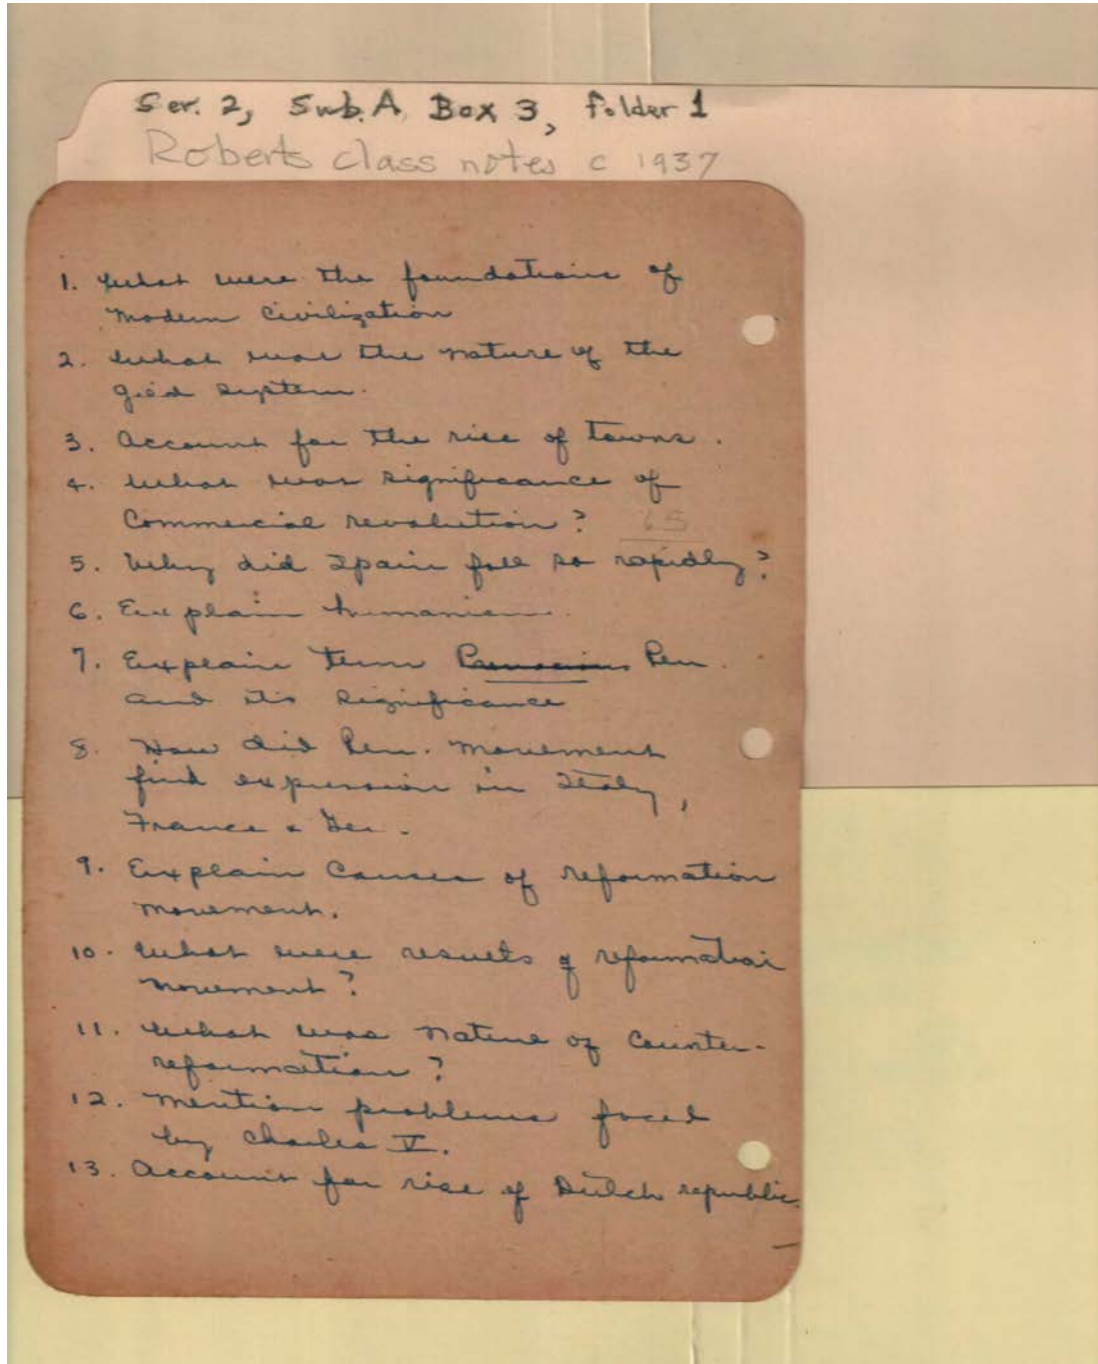 Ser. 2, Sub. A, Box 3, folder 1
Roberts class notes c 1937
1. What were the foundations of
Modern Civilization
2. What was the nature of the
gild system.
3. Account for the rise of towns.
4. What was significance of
Commercial revolution? 65
5. Why did Spain fall so rapidly?
6. Explain humanism.
7. Explain term Ren.
and its significance
8. How did Ren. movement
find expression in Italy,
France & Ger.
9. Explain Causes of reformation
movement.
10. What were results of reformation
movement?
11. What was nature of Counter-
reformation?
12. Mention problems faced
by Charles V.
13. Account for rise of Dutch republic.